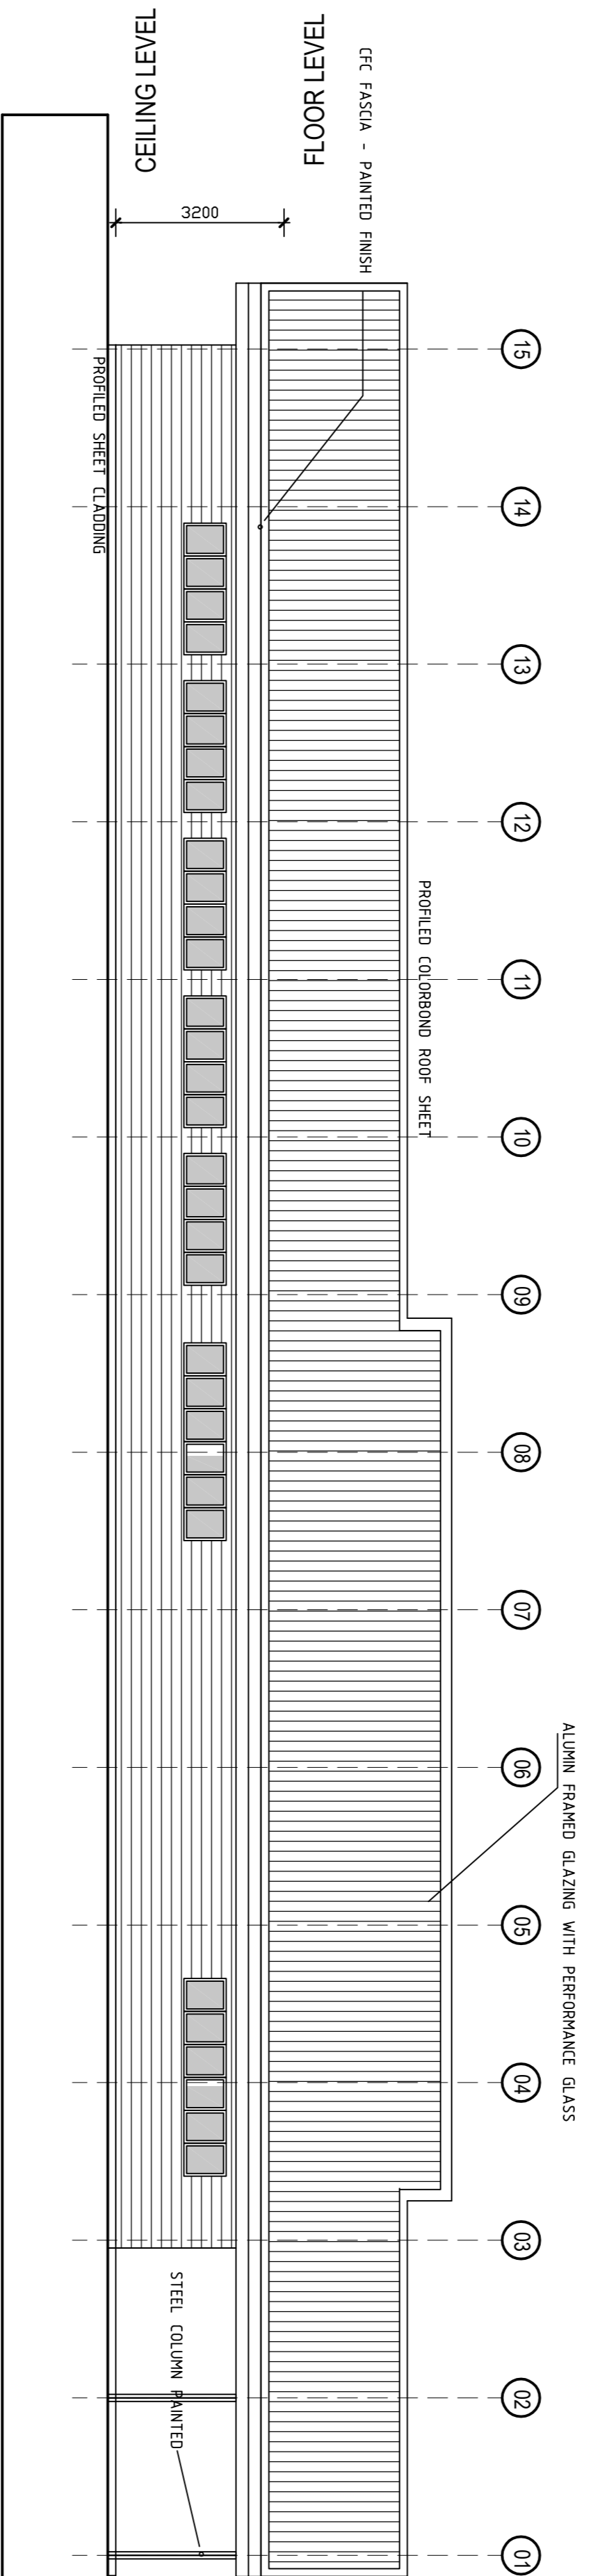 15
14
13
12
11
10
09
08
07
06
05
04
03
02
01
ALUMIN FRAMED GLAZING WITH PERFORMANCE GLASS
PROFILED COLORBOND ROOF SHEET
CFC FASCIA - PAINTED FINISH
FLOOR LEVEL
3200
CEILING LEVEL
STEEL COLUMN PAINTED
PROFILED SHEET CLADDING